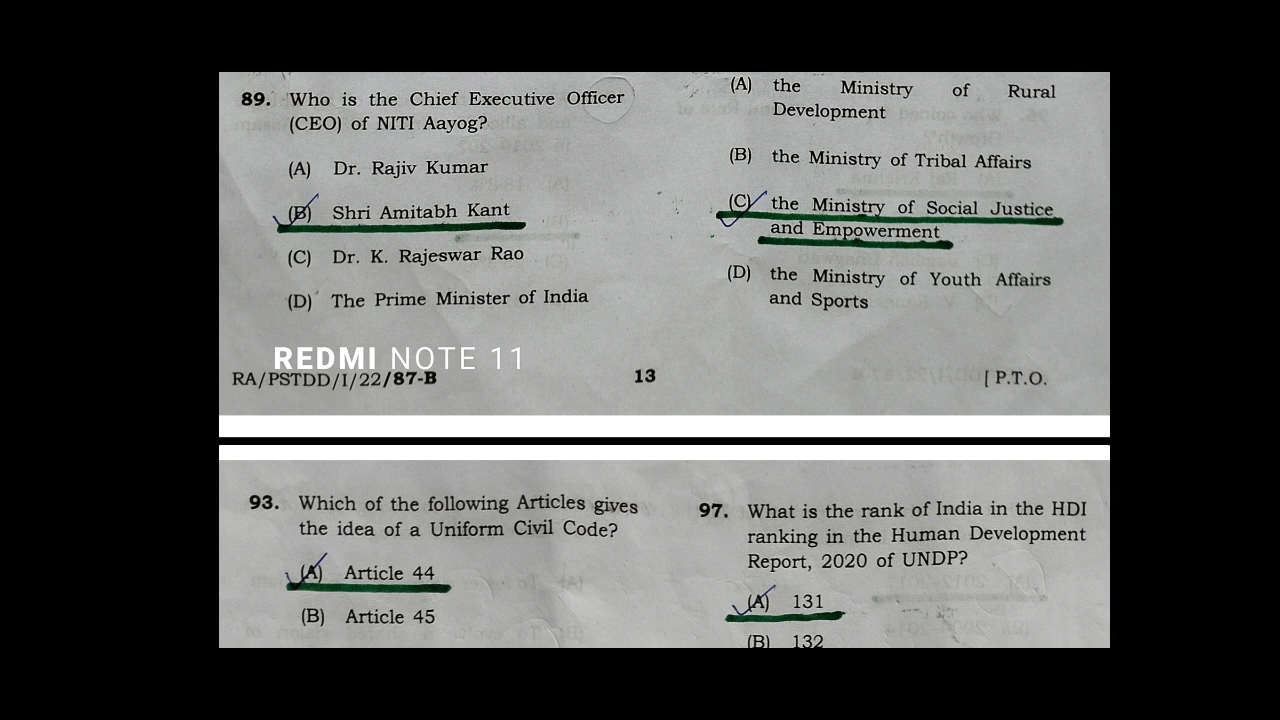 89. Who is the Chief Executive Officer
(CEO) of NITI Aayog?
(A) Dr. Rajiv Kumar
(B) Shri Amitabh Kant
(C) Dr. K. Rajeswar Rao
(D) The Prime Minister of India
(A) the Ministry of Rural
Development
(B) the Ministry of Tribal Affairs
(C) the Ministry of Social Justice
and Empowerment
(D) the Ministry of Youth Affairs
and Sports
REDMI NOTE 11
RA/PSTDD/I/22/87-B 13 [ P.T.O.
93. Which of the following Articles gives
the idea of a Uniform Civil Code?
(A) Article 44
(B) Article 45
97. What is the rank of India in the HDI
ranking in the Human Development
Report, 2020 of UNDP?
(A) 131
(B) 132